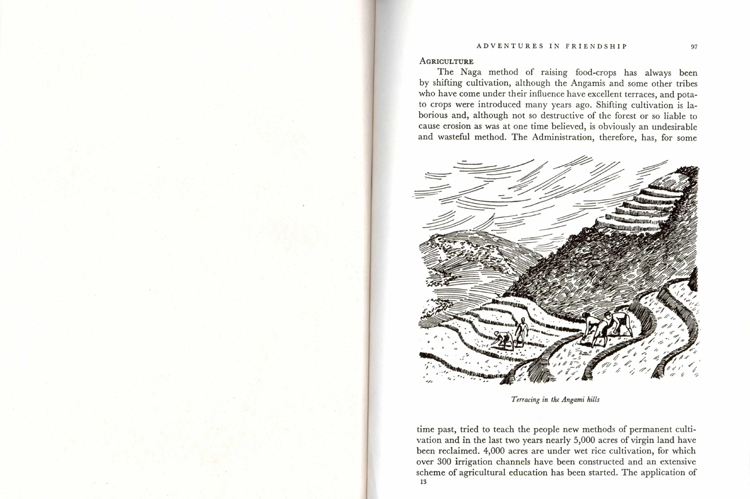 ADVENTURES IN FRIENDSHIP 97
AGRICULTURE
The Naga method of raising food-crops has always been
by shifting cultivation, although the Angamis and some other tribes
who have come under their influence have excellent terraces, and pota-
to crops were introduced many years ago. Shifting cultivation is la-
borious and, although not so destructive of the forest or so liable to
cause erosion as was at one time believed, is obviously an undesirable
and wasteful method. The Administration, therefore, has, for some
Terracing in the Angami hills
time past, tried to teach the people new methods of permanent culti-
vation and in the last two years nearly 5,000 acres of virgin land have
been reclaimed. 4,000 acres are under wet rice cultivation, for which
over 300 irrigation channels have been constructed and an extensive
scheme of agricultural education has been started. The application of
13